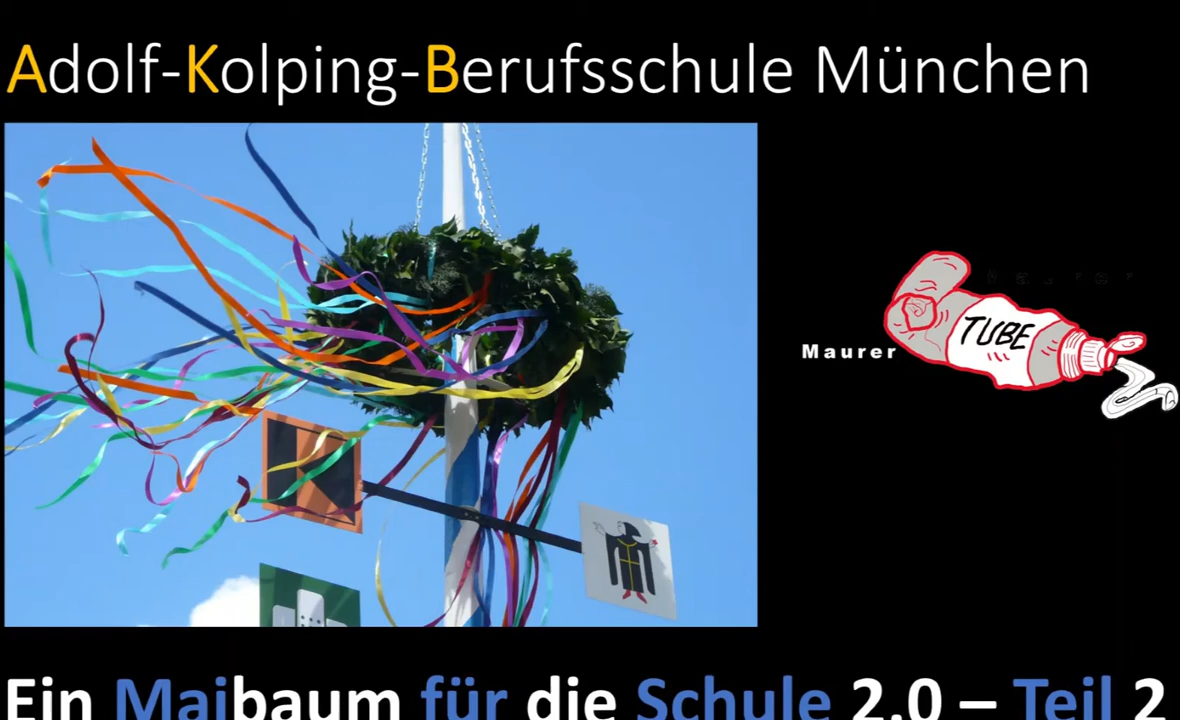 Adolf-Kolping-Berufsschule München
Maurer
TUBE
Ein Maibaum für die Schule 2.0 – Teil 2